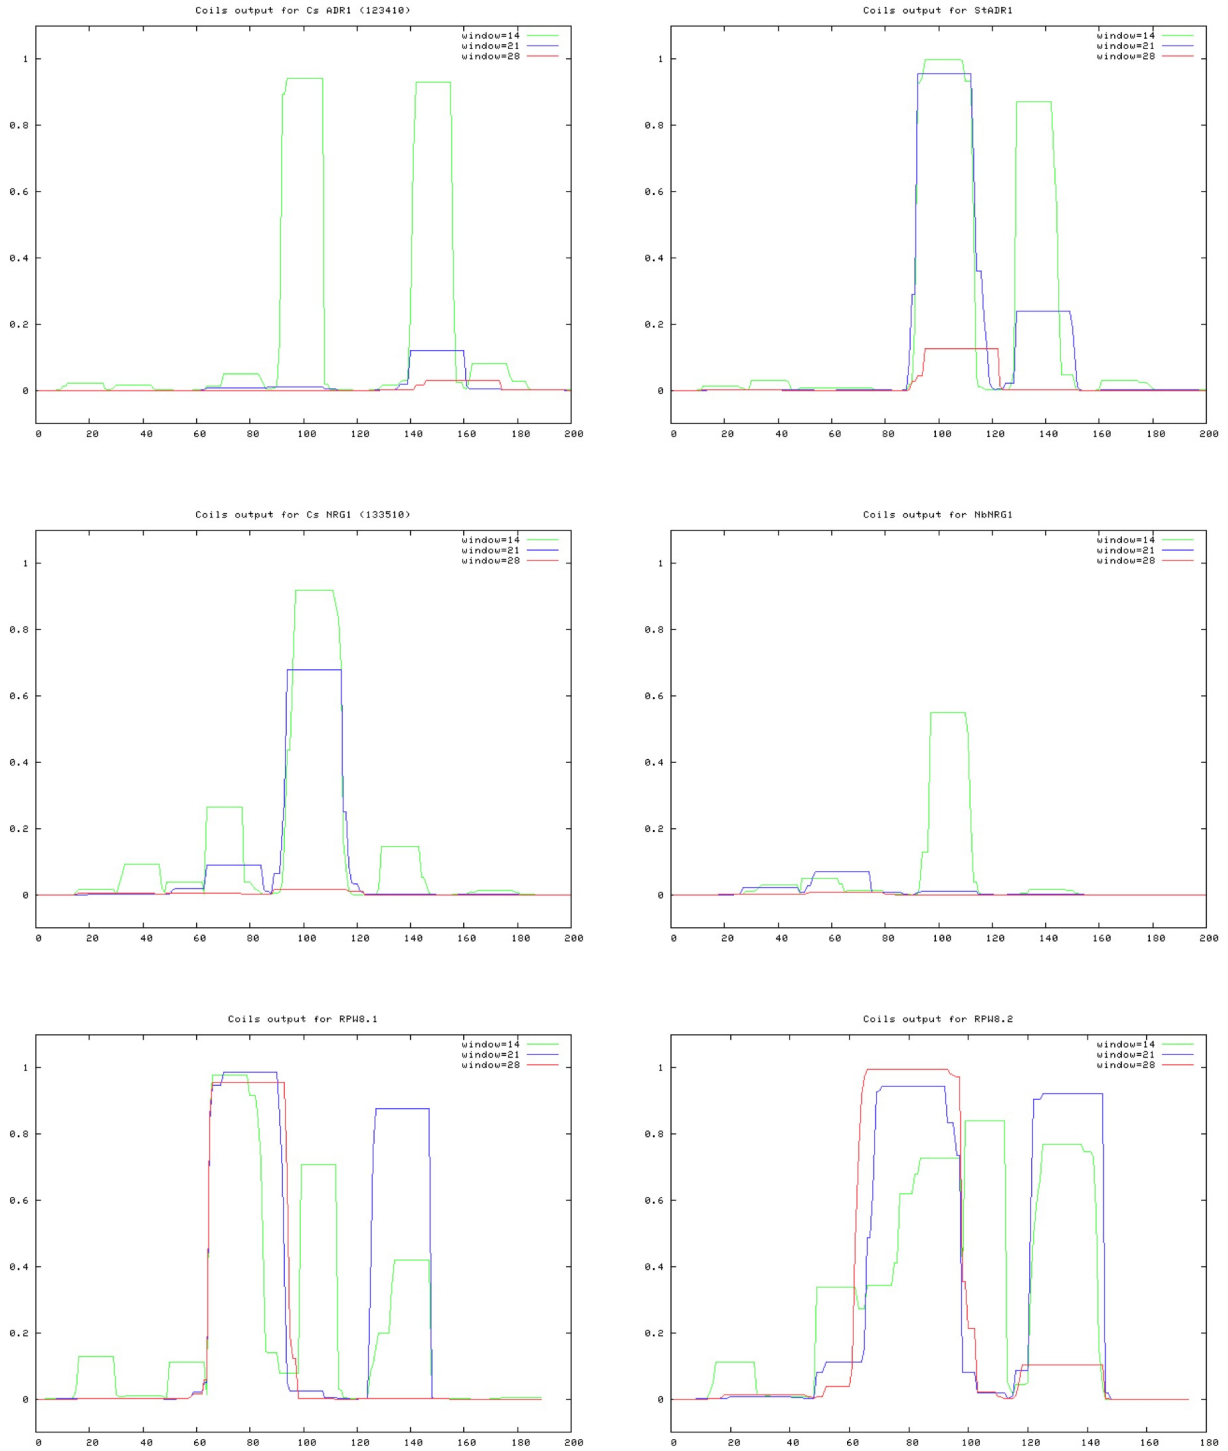 Coils output for Cs ADR1 (123410)
window=14
window=21
window=28
1
0.8
0.6
0.4
0.2
0
0 20 40 60 80 100 120 140 160 180 200
Coils output for StADR1
window=14
window=21
window=28
1
0.8
0.6
0.4
0.2
0
0 20 40 60 80 100 120 140 160 180 200
Coils output for Cs NRG1 (133510)
window=14
window=21
window=28
1
0.8
0.6
0.4
0.2
0
0 20 40 60 80 100 120 140 160 180 200
Coils output for NbNRG1
window=14
window=21
window=28
1
0.8
0.6
0.4
0.2
0
0 20 40 60 80 100 120 140 160 180 200
Coils output for RPW8.1
window=14
window=21
window=28
1
0.8
0.6
0.4
0.2
0
0 20 40 60 80 100 120 140 160 180 200
Coils output for RPW8.2
window=14
window=21
window=28
1
0.8
0.6
0.4
0.2
0
0 20 40 60 80 100 120 140 160 180